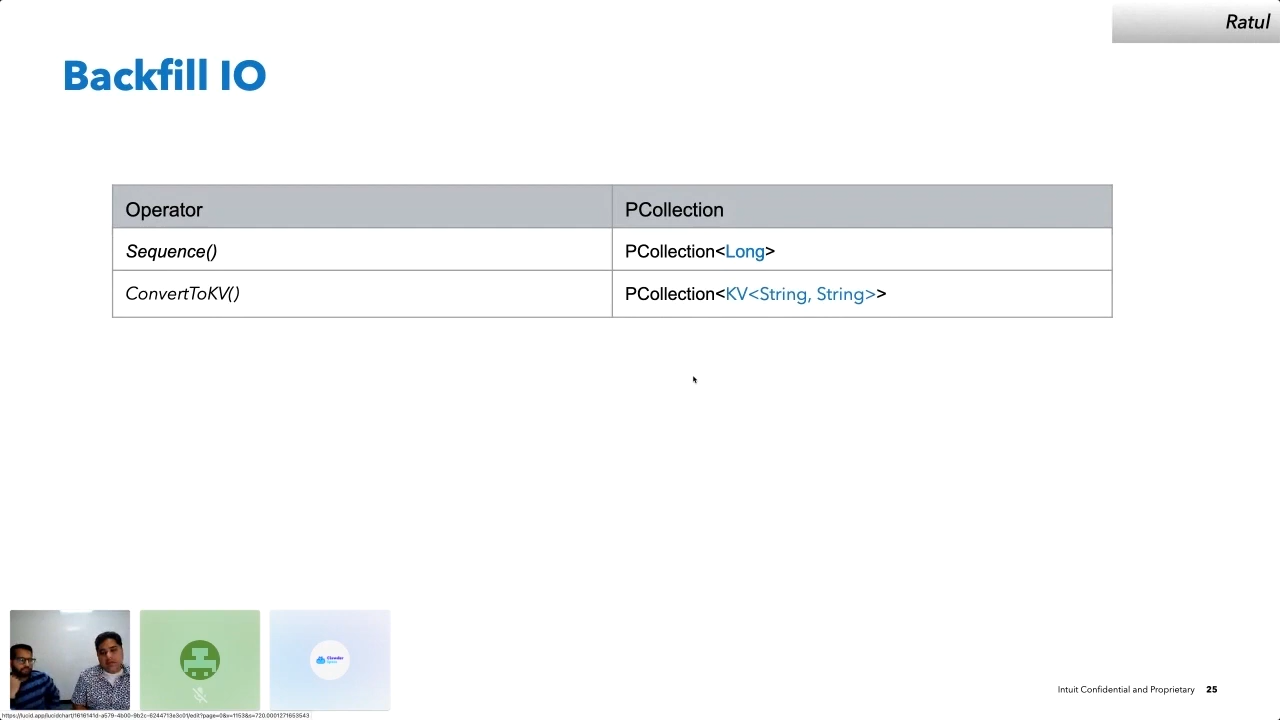 Ratul
Backfill IO
Operator PCollection
Sequence() PCollection<Long>
ConvertToKV() PCollection<KV<String, String>>
Intuit Confidential and Proprietary 25